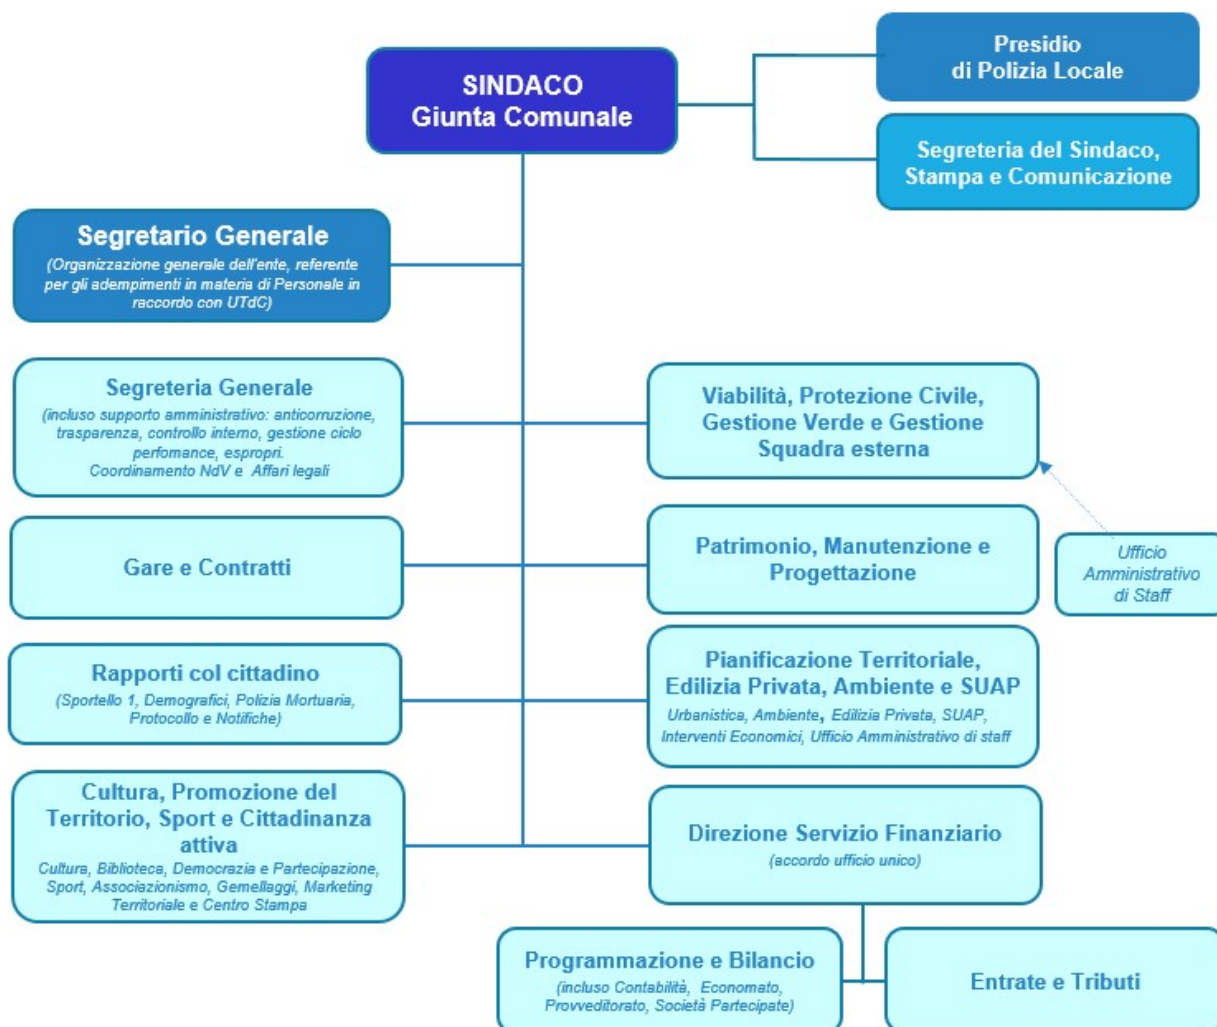 SINDACO
Giunta Comunale
Presidio
di Polizia Locale
Segreteria del Sindaco,
Stampa e Comunicazione
Segretario Generale
(Organizzazione generale dell'ente, referente
per gli adempimenti in materia di Personale in
raccordo con UTdC)
Segreteria Generale
(incluso supporto amministrativo: anticorruzione,
trasparenza, controllo interno, gestione ciclo
perfomance, espropri.
Coordinamento NdV e Affari legali
Viabilità, Protezione Civile,
Gestione Verde e Gestione
Squadra esterna
Gare e Contratti
Patrimonio, Manutenzione e
Progettazione
Ufficio
Amministrativo
di Staff
Rapporti col cittadino
(Sportello 1, Demografici, Polizia Mortuaria,
Protocollo e Notifiche)
Pianificazione Territoriale,
Edilizia Privata, Ambiente e SUAP
Urbanistica, Ambiente, Edilizia Privata, SUAP,
Interventi Economici, Ufficio Amministrativo di staff
Cultura, Promozione del
Territorio, Sport e Cittadinanza
attiva
Cultura, Biblioteca, Democrazia e Partecipazione,
Sport, Associazionismo, Gemellaggi, Marketing
Territoriale e Centro Stampa
Direzione Servizio Finanziario
(accordo ufficio unico)
Programmazione e Bilancio
(incluso Contabilità, Economato,
Provveditorato, Società Partecipate)
Entrate e Tributi